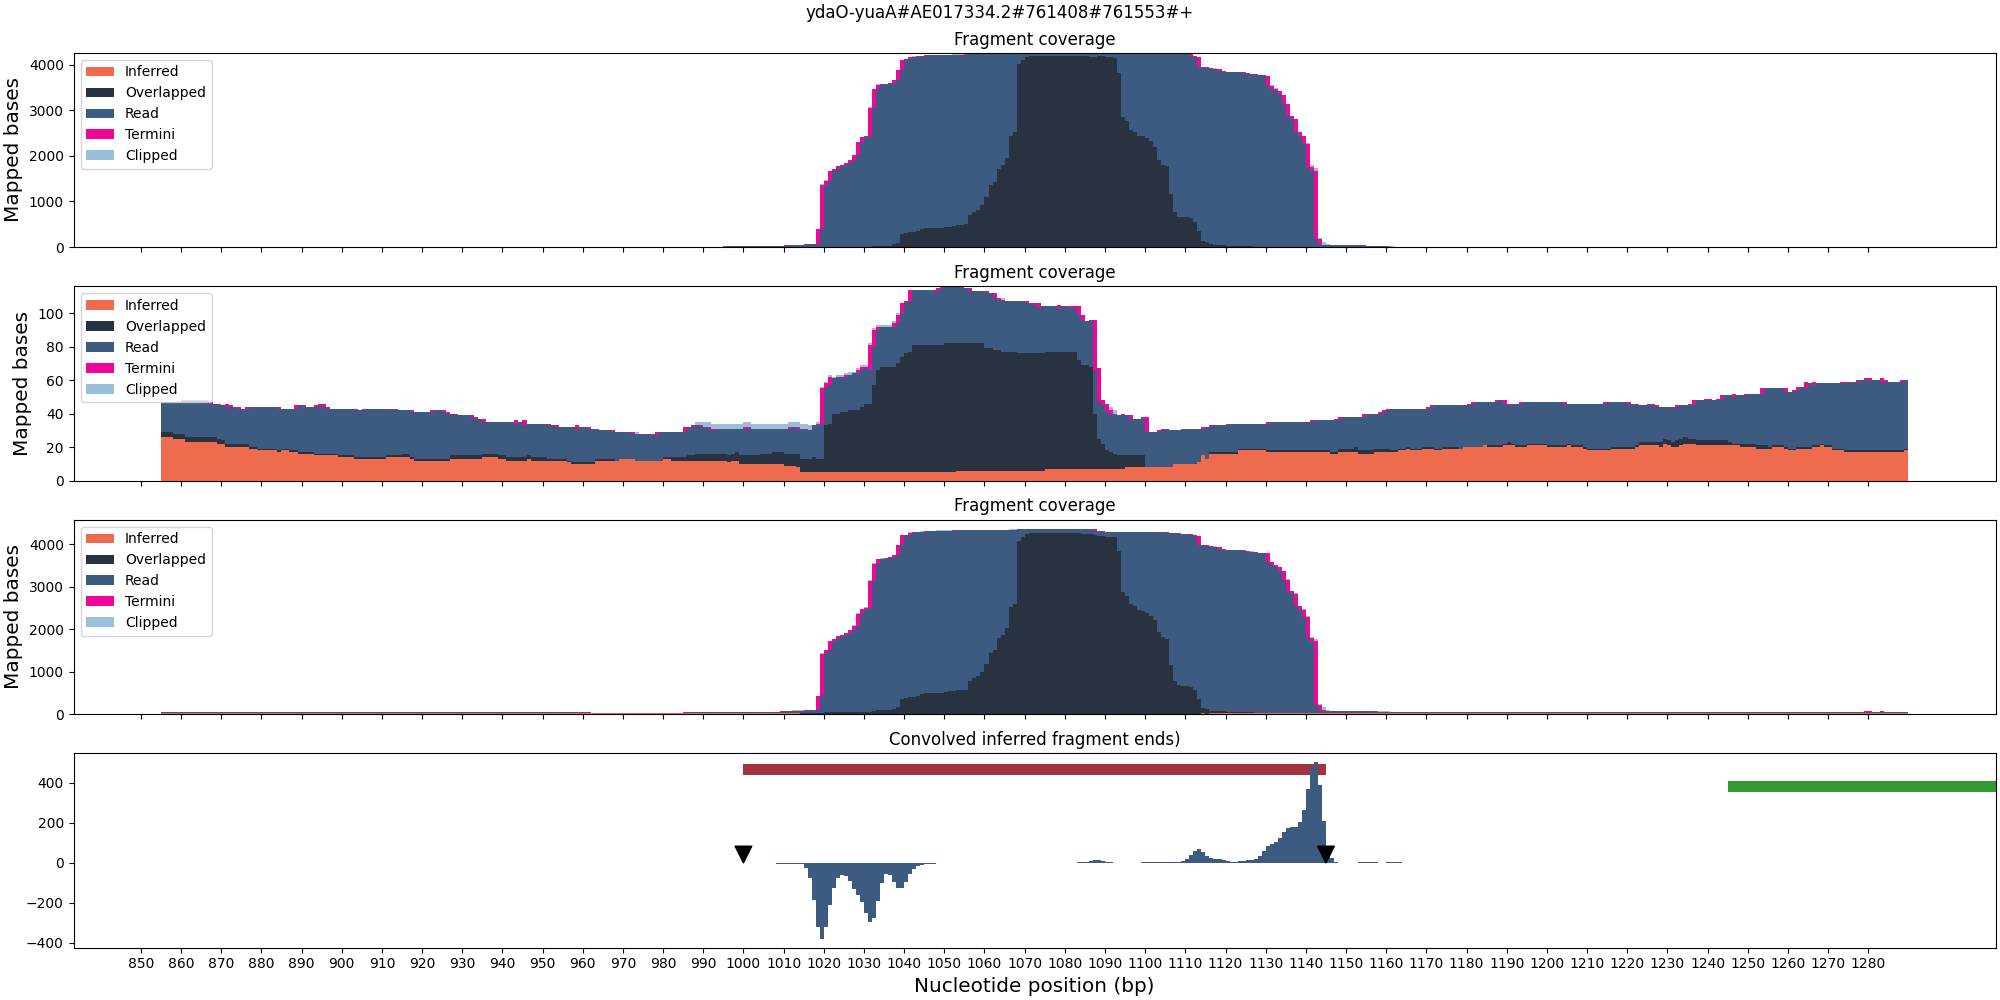 ydaO-yuaA#AE017334.2#761408#761553#+
Fragment coverage
Mapped bases
4000
3000
2000
1000
0
Inferred
Overlapped
Read
Termini
Clipped
Fragment coverage
Mapped bases
100
80
60
40
20
0
Inferred
Overlapped
Read
Termini
Clipped
Fragment coverage
Mapped bases
4000
3000
2000
1000
0
Inferred
Overlapped
Read
Termini
Clipped
Convolved inferred fragment ends)
400
200
0
−200
−400
850 860 870 880 890 900 910 920 930 940 950 960 970 980 990 1000 1010 1020 1030 1040 1050 1060 1070 1080 1090 1100 1110 1120 1130 1140 1150 1160 1170 1180 1190 1200 1210 1220 1230 1240 1250 1260 1270 1280
Nucleotide position (bp)